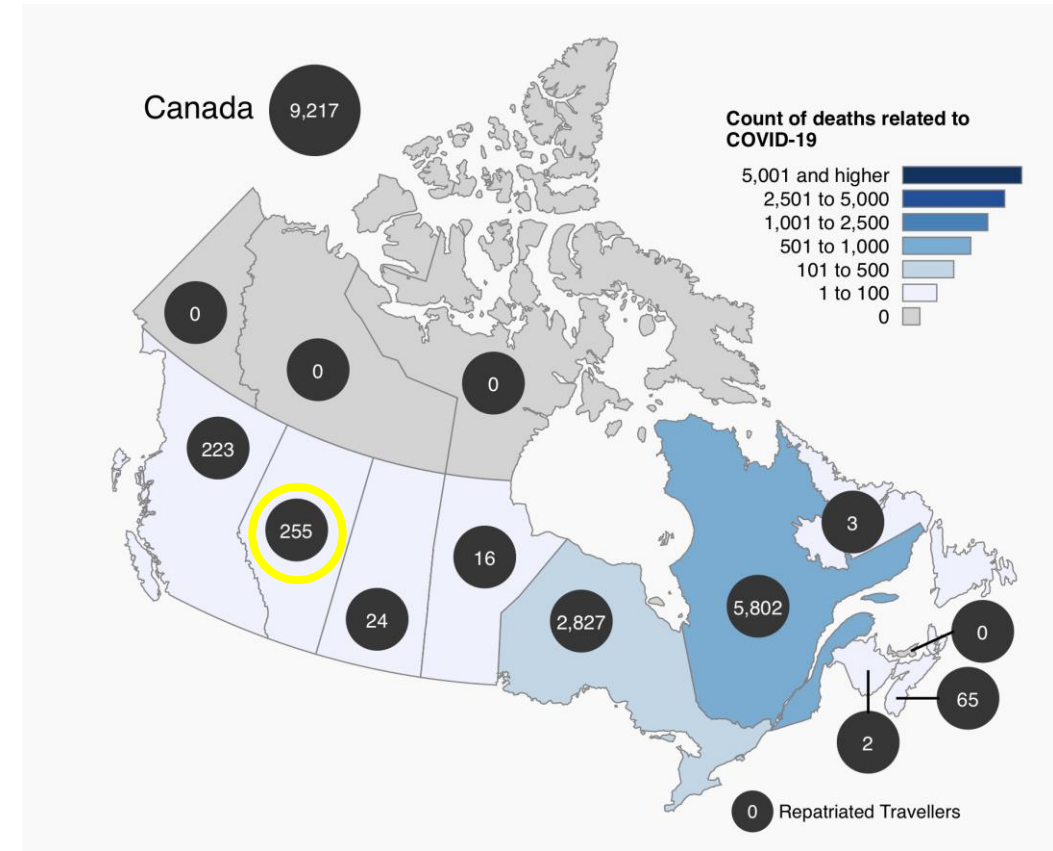 Canada
9,217
Count of deaths related to
COVID-19
5,001 and higher
2,501 to 5,000
1,001 to 2,500
501 to 1,000
101 to 500
1 to 100
0
0
0
0
223
255
24
16
2,827
5,802
3
0
65
2
0 Repatriated Travellers